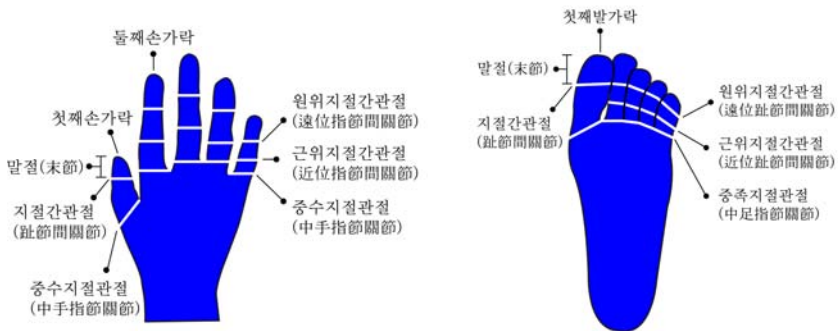 둘째손가락
첫째손가락
말절(末節)
지절간관절
(趾節間關節)
중수지절관절
(中手指節關節)
원위지절간관절
(遠位指節間關節)
근위지절간관절
(近位指節間關節)
중수지절관절
(中手指節關節)
첫째발가락
말절(末節)
지절간관절
(趾節間關節)
원위지절간관절
(遠位趾節間關節)
근위지절간관절
(近位趾節間關節)
중족지절관절
(中足指節關節)